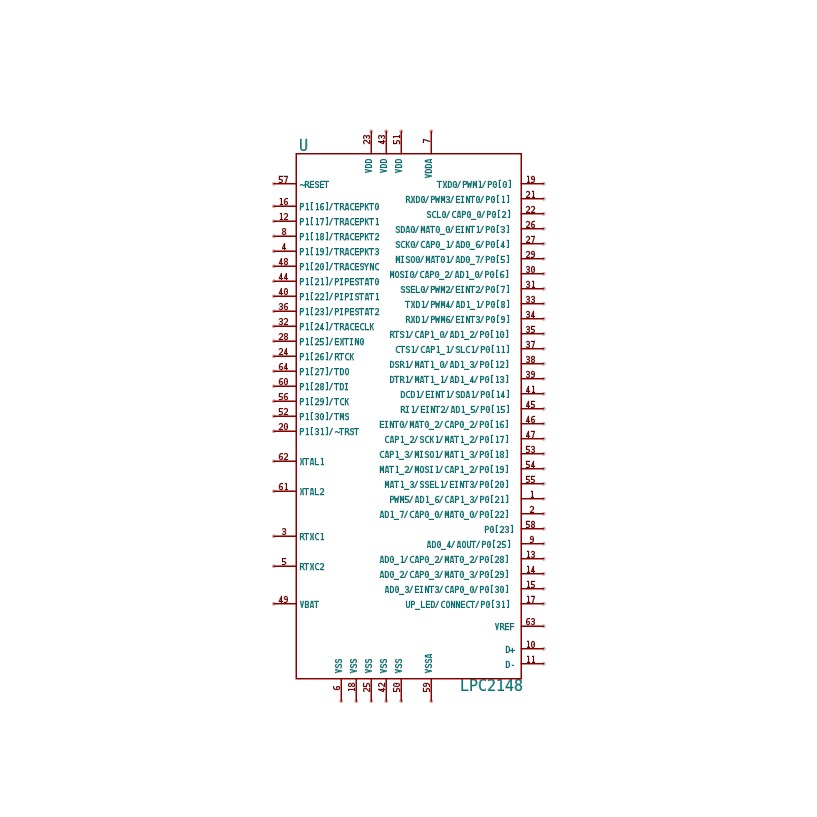 U
23 43 51 7
VDD VDD VDD VDDA
57 ~RESET
16 P1[16]/TRACEPKT0
12 P1[17]/TRACEPKT1
8 P1[18]/TRACEPKT2
4 P1[19]/TRACEPKT3
48 P1[20]/TRACESYNC
44 P1[21]/PIPESTAT0
40 P1[22]/PIPISTAT1
36 P1[23]/PIPESTAT2
32 P1[24]/TRACECLK
28 P1[25]/EXTIN0
24 P1[26]/RTCK
64 P1[27]/TDO
60 P1[28]/TDI
56 P1[29]/TCK
52 P1[30]/TMS
20 P1[31]/~TRST
62 XTAL1
61 XTAL2
3 RTXC1
5 RTXC2
49 VBAT
TXD0/PWM1/P0[0] 19
RXD0/PWM3/EINT0/P0[1] 21
SCL0/CAP0_0/P0[2] 22
SDA0/MAT0_0/EINT1/P0[3] 26
SCK0/CAP0_1/AD0_6/P0[4] 27
MISO0/MAT01/AD0_7/P0[5] 29
MOSI0/CAP0_2/AD1_0/P0[6] 30
SSEL0/PWM2/EINT2/P0[7] 31
TXD1/PWM4/AD1_1/P0[8] 33
RXD1/PWM6/EINT3/P0[9] 34
RTS1/CAP1_0/AD1_2/P0[10] 35
CTS1/CAP1_1/SLC1/P0[11] 37
DSR1/MAT1_0/AD1_3/P0[12] 38
DTR1/MAT1_1/AD1_4/P0[13] 39
DCD1/EINT1/SDA1/P0[14] 41
RI1/EINT2/AD1_5/P0[15] 45
EINT0/MAT0_2/CAP0_2/P0[16] 46
CAP1_2/SCK1/MAT1_2/P0[17] 47
CAP1_3/MISO1/MAT1_3/P0[18] 53
MAT1_2/MOSI1/CAP1_2/P0[19] 54
MAT1_3/SSEL1/EINT3/P0[20] 55
PWM5/AD1_6/CAP1_3/P0[21] 1
AD1_7/CAP0_0/MAT0_0/P0[22] 2
P0[23] 58
AD0_4/AOUT/P0[25] 9
AD0_1/CAP0_2/MAT0_2/P0[28] 13
AD0_2/CAP0_3/MAT0_3/P0[29] 14
AD0_3/EINT3/CAP0_0/P0[30] 15
UP_LED/CONNECT/P0[31] 17
VREF 63
D+ 10
D- 11
VSS VSS VSS VSS VSS VSSA
6 18 25 42 50 59
LPC2148